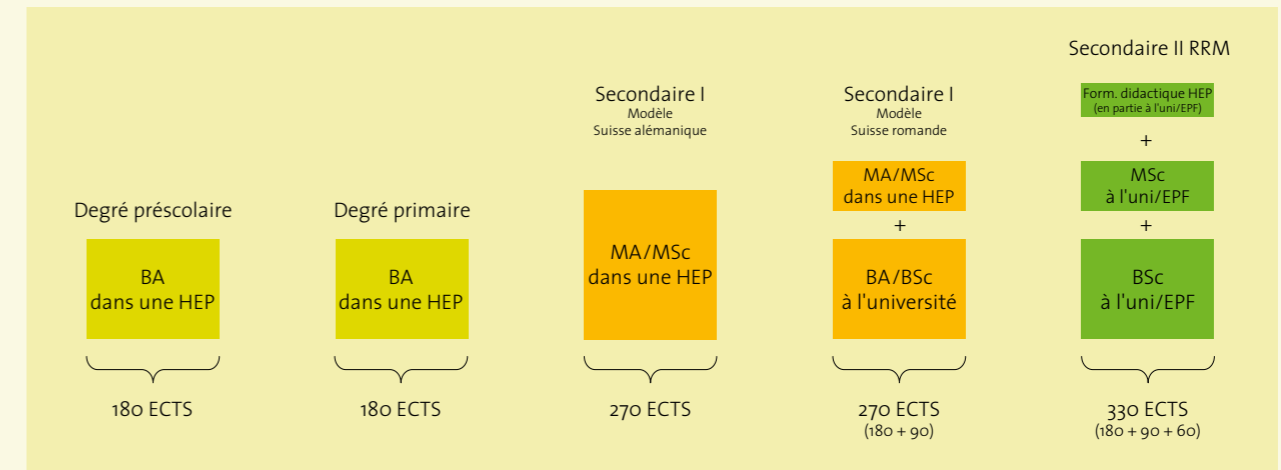 Degré préscolaire
BA
dans une HEP
180 ECTS
Degré primaire
BA
dans une HEP
180 ECTS
Secondaire I
Modèle
Suisse alémanique
MA/MSc
dans une HEP
270 ECTS
Secondaire I
Modèle
Suisse romande
MA/MSc
dans une HEP
+
BA/BSc
à l'université
270 ECTS
(180 + 90)
Secondaire II RRM
Form. didactique HEP
(en partie à l'uni/EPF)
+
MSc
à l'uni/EPF
+
BSc
à l'uni/EPF
330 ECTS
(180 + 90 + 60)